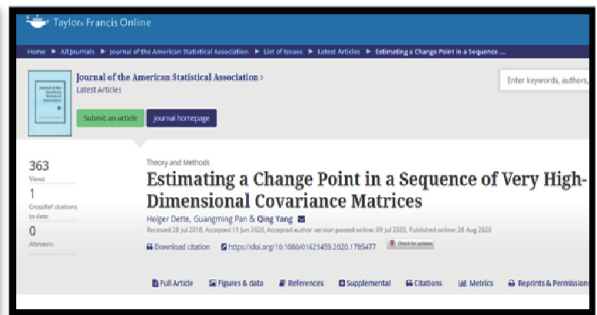 Taylor & Francis Online
Home ▶ All Journals ▶ Journal of the American Statistical Association ▶ List of Issues ▶ Latest Articles ▶ Estimating a Change Point in a Sequence ....
Journal of the American Statistical Association >
Latest Articles
Enter keywords, authors,
Submit an article
Journal homepage
363
Views
1
CrossRef citations
to date
0
Altmetric
Theory and Methods
Estimating a Change Point in a Sequence of Very High-
Dimensional Covariance Matrices
Holger Dette, Guangming Pan & Qing Yang
Received 28 Jul 2018, Accepted 11 Jun 2020, Accepted author version posted online: 09 Jul 2020, Published online: 26 Aug 2020
Download citation https://doi.org/10.1080/01621459.2020.1785477 Check for updates
Full Article Figures & data References Supplemental Citations Metrics Reprints & Permissions